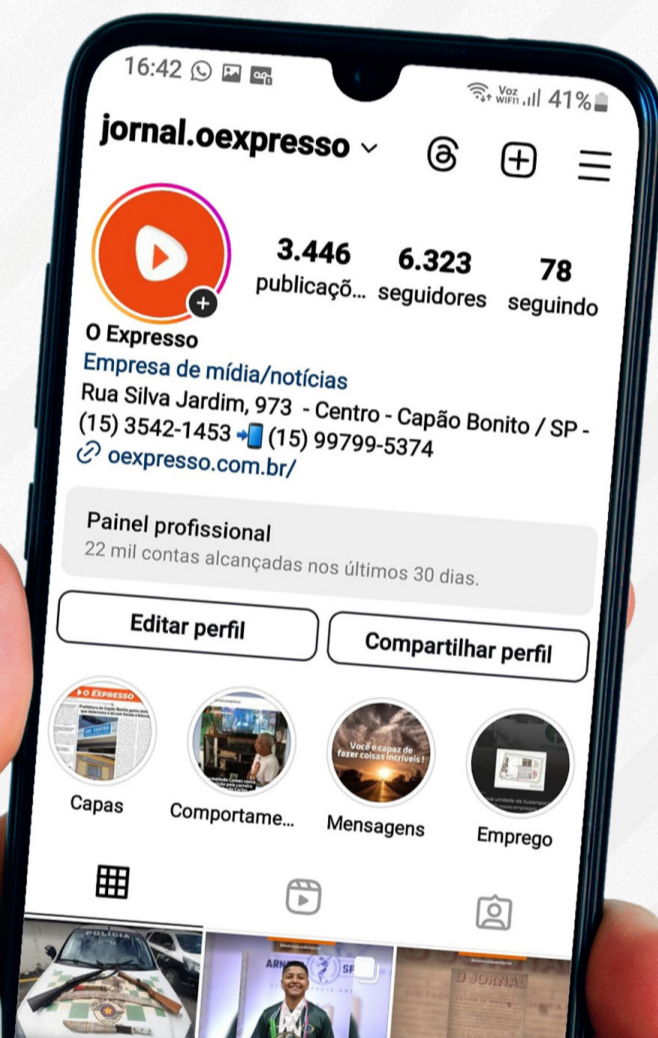 16:42
Voz WiFi 41%
jornal.oexpresso
3.446 6.323 78
publicaçõ... seguidores seguindo
O Expresso
Empresa de mídia/notícias
Rua Silva Jardim, 973 - Centro - Capão Bonito / SP -
(15) 3542-1453 📲 (15) 99799-5374
oexpresso.com.br/
Painel profissional
22 mil contas alcançadas nos últimos 30 dias.
Editar perfil Compartilhar perfil
O EXPRESSO
Você é capaz de
fazer coisas incríveis!
Capas Comportame... Mensagens Emprego
POLÍCIA
O JORNAL